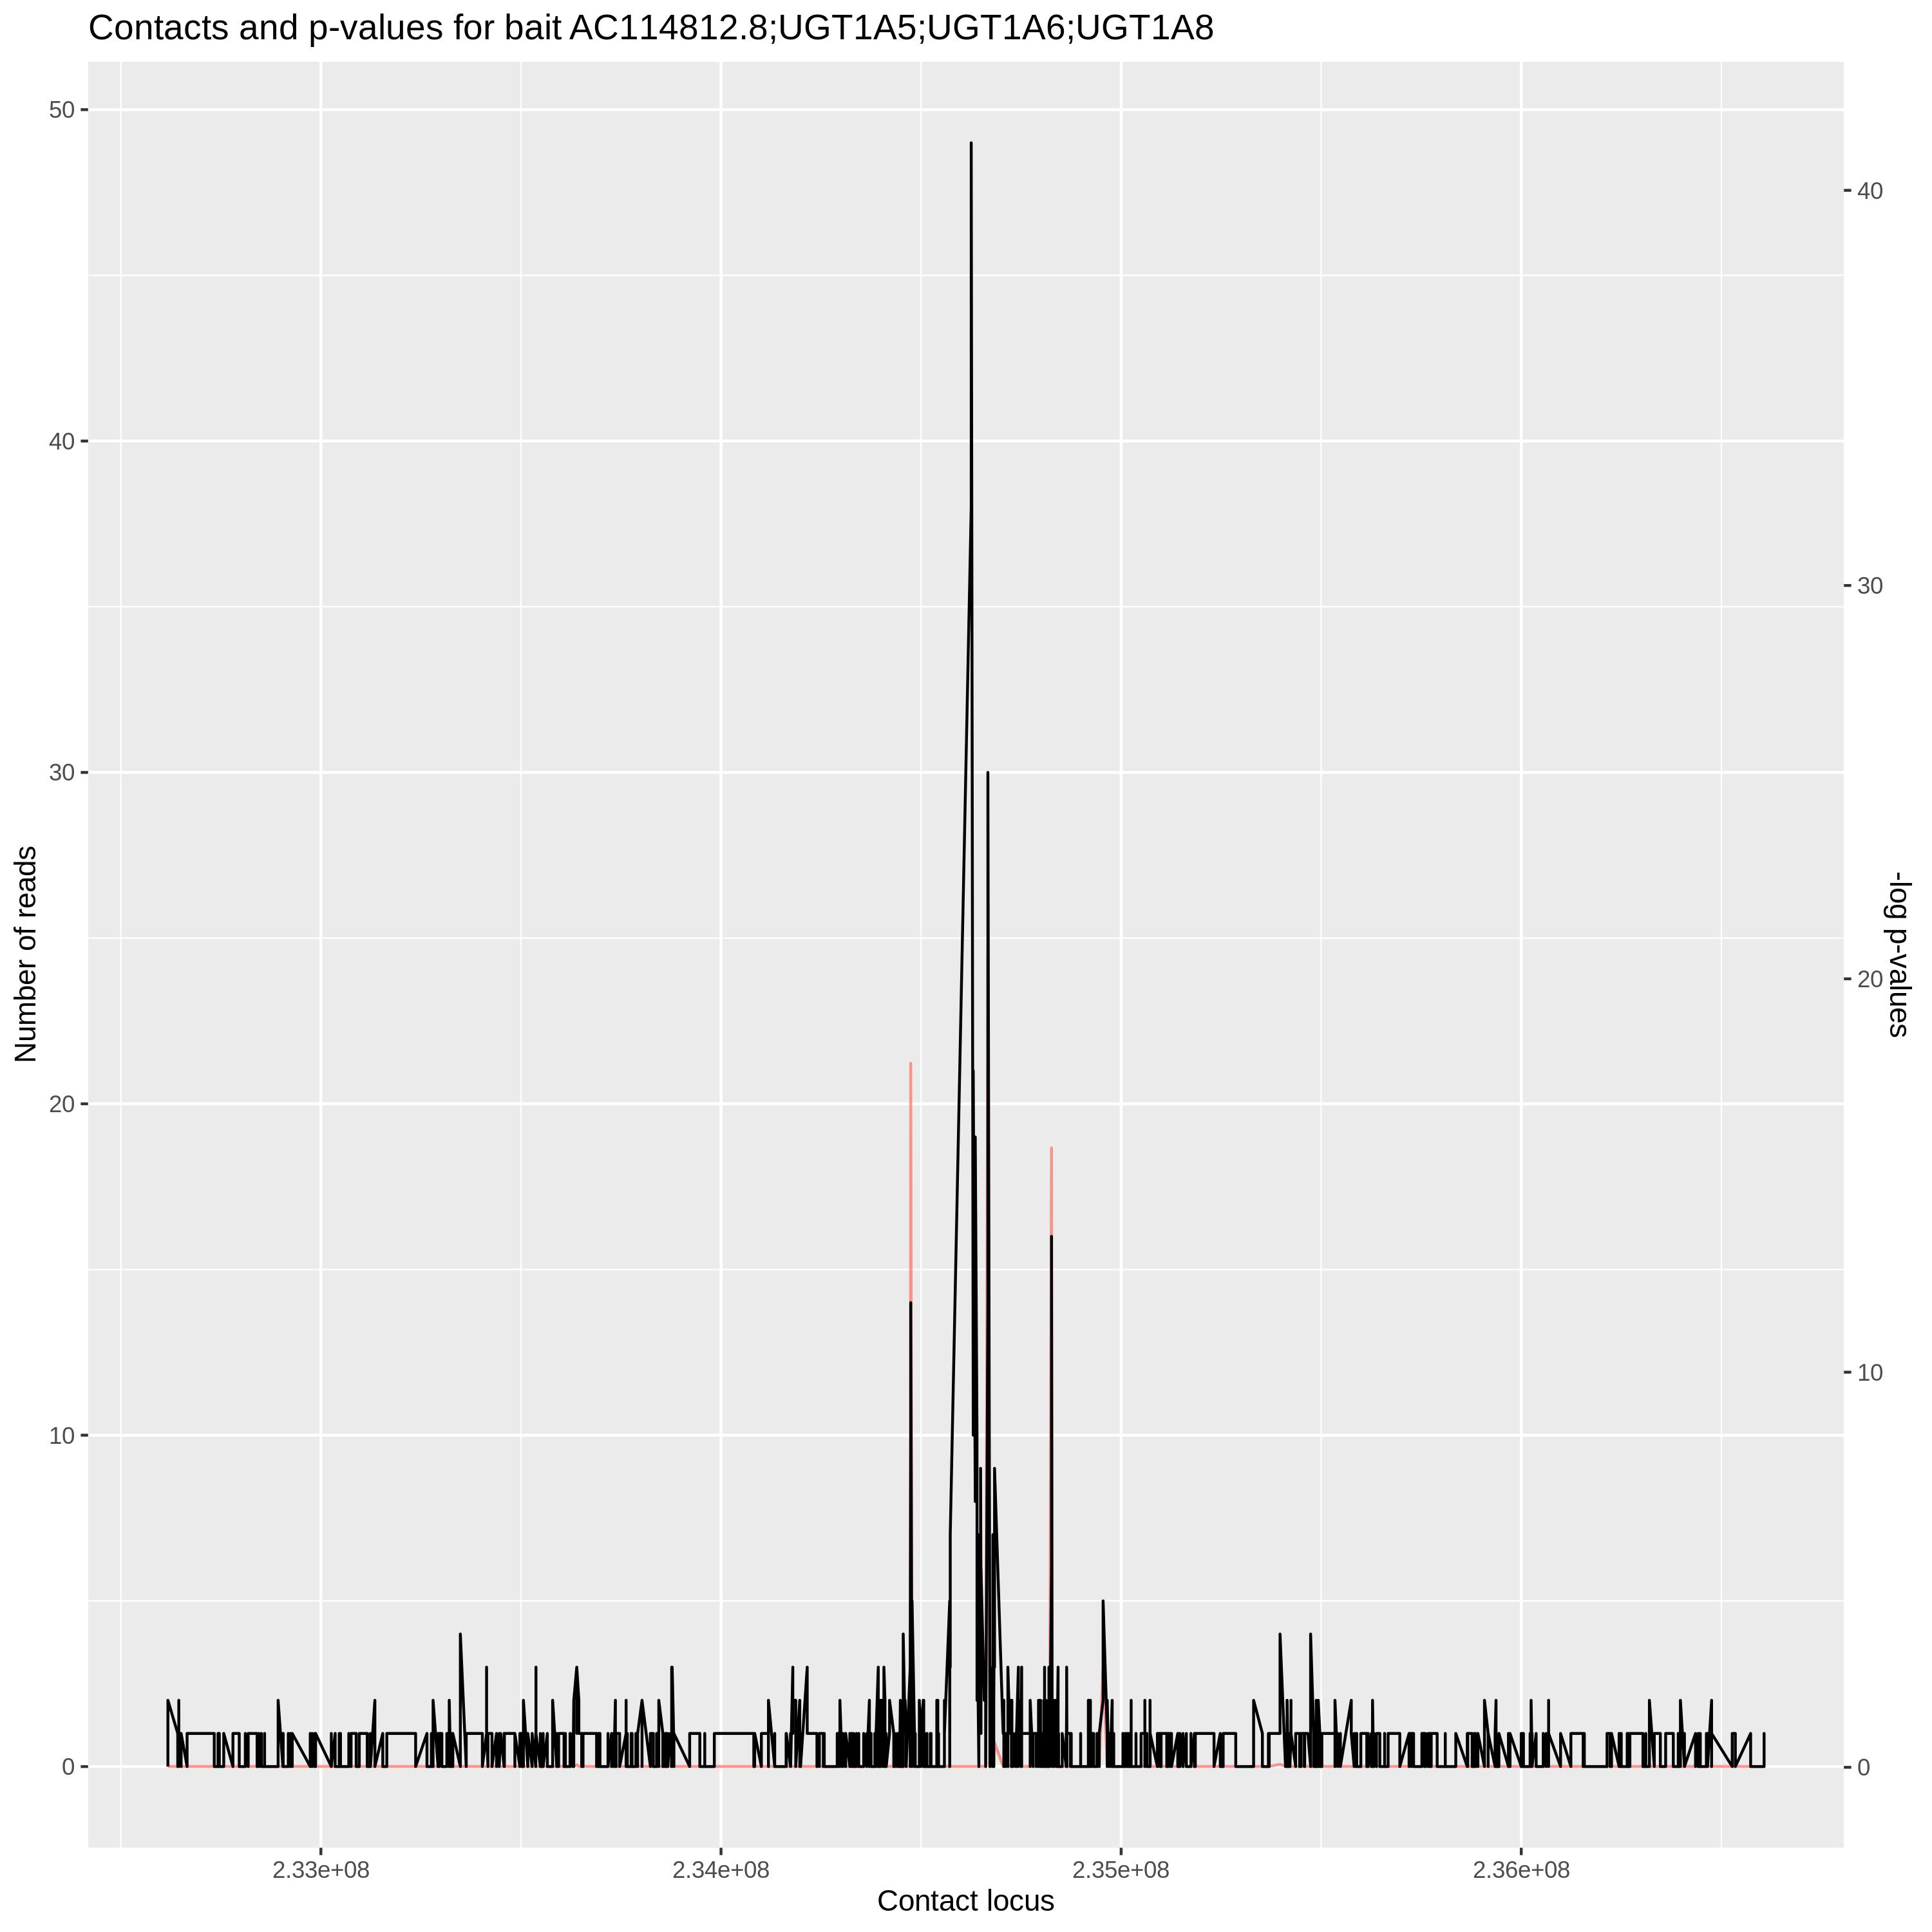 Contacts and p-values for bait AC114812.8;UGT1A5;UGT1A6;UGT1A8
50
40
30
20
10
0
Number of reads
40
30
20
10
0
-log p-values
2.33e+08
2.34e+08
2.35e+08
2.36e+08
Contact locus